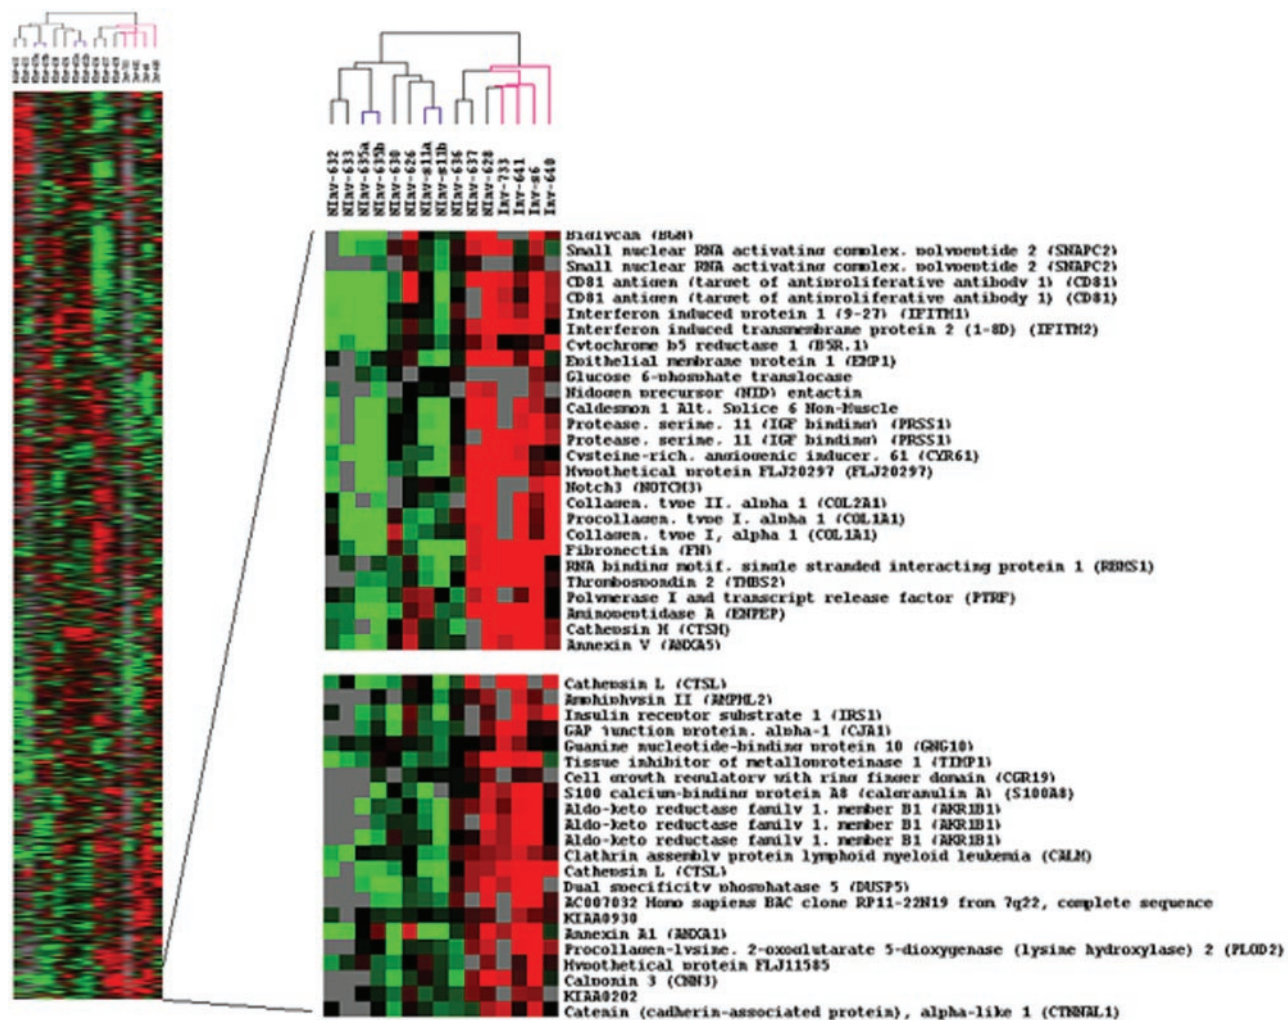 NInv-632
NInv-633
NInv-635a
NInv-635b
NInv-630
NInv-626
NInv-s11a
NInv-s11b
NInv-636
NInv-637
NInv-628
Inv-733
Inv-641
Inv-s6
Inv-640
Biglycan (BGN)
Small nuclear RNA activating complex. polypeptide 2 (SNAPC2)
Small nuclear RNA activating complex. polypeptide 2 (SNAPC2)
CD81 antigen (target of antiproliferative antibody 1) (CD81)
CD81 antigen (target of antiproliferative antibody 1) (CD81)
Interferon induced protein 1 (9-27) (IFITM1)
Interferon induced transmembrane protein 2 (1-8D) (IFITM2)
Cytochrome b5 reductase 1 (B5R.1)
Epithelial membrane protein 1 (EMP1)
Glucose 6-phosphate translocase
Nidogen precursor (NID) entactin
Caldesmon 1 Alt. Splice 6 Non-Muscle
Protease. serine. 11 (IGF binding) (PRSS1)
Protease. serine. 11 (IGF binding) (PRSS1)
Cysteine-rich. angiogenic inducer. 61 (CYR61)
Hypothetical protein FLJ20297 (FLJ20297)
Notch3 (NOTCH3)
Collagen. type II. alpha 1 (COL2A1)
Procollagen. type I. alpha 1 (COL1A1)
Collagen. type I, alpha 1 (COL1A1)
Fibronectin (FN)
RNA binding motif. single stranded interacting protein 1 (RBMS1)
Thrombospondin 2 (THBS2)
Polymerase I and transcript release factor (PTRF)
Aminopeptidase A (ENPEP)
Cathepsin H (CTSH)
Annexin V (ANXA5)
Cathepsin L (CTSL)
Amphiphysin II (AMPHL2)
Insulin receptor substrate 1 (IRS1)
GAP junction protein. alpha-1 (CJA1)
Guanine nucleotide-binding protein 10 (GNG10)
Tissue inhibitor of metalloproteinase 1 (TIMP1)
Cell growth regulatory with ring finger domain (CGR19)
S100 calcium-binding protein A8 (calgranulin A) (S100A8)
Aldo-keto reductase family 1. member B1 (AKR1B1)
Aldo-keto reductase family 1. member B1 (AKR1B1)
Aldo-keto reductase family 1. member B1 (AKR1B1)
Clathrin assembly protein lymphoid myeloid leukemia (CALM)
Cathepsin L (CTSL)
Dual specificity phosphatase 5 (DUSP5)
AC007032 Homo sapiens BAC clone RP11-22N19 from 7q22, complete sequence
KIAA0930
Annexin A1 (ANXA1)
Procollagen-lysine. 2-oxoglutarate 5-dioxygenase (lysine hydroxylase) 2 (PLOD2)
Hypothetical protein FLJ11585
Calponin 3 (CNN3)
KIAA0202
Catenin (cadherin-associated protein), alpha-like 1 (CTNNAL1)